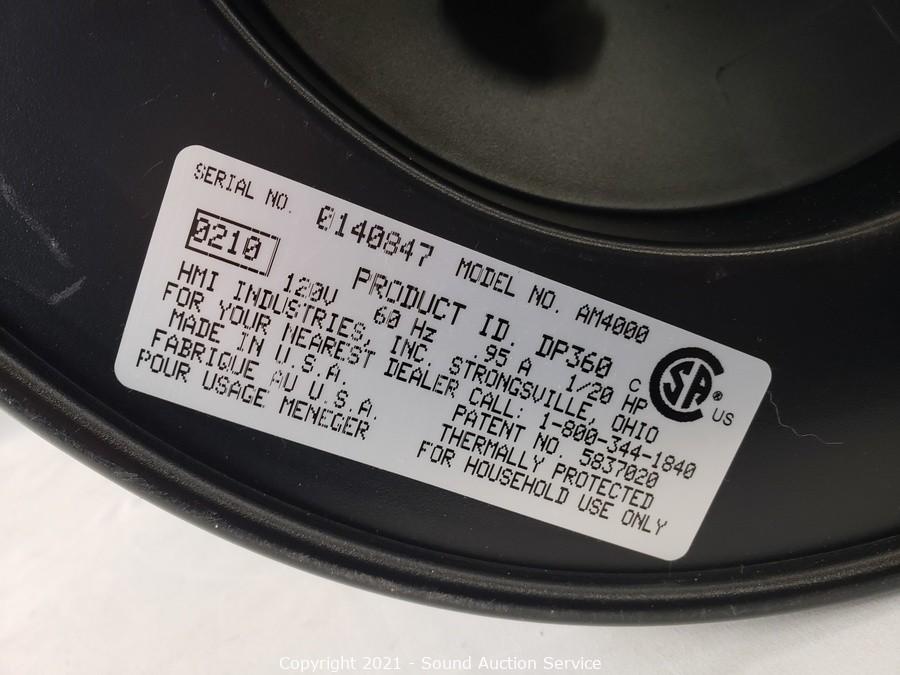 SERIAL NO. 0140847 MODEL NO. AM4000
0210 PRODUCT ID. DP360
120V 60 HZ .95 A 1/20 HP
HMI INDUSTRIES, INC. STRONGSVILLE, OHIO
FOR YOUR NEAREST DEALER CALL: 1-800-344-1840
MADE IN U.S.A. PATENT NO. 5837020
FABRIQUE AU U.S.A. THERMALLY PROTECTED
POUR USAGE MENEGER FOR HOUSEHOLD USE ONLY
C SA ® US
Copyright 2021 - Sound Auction Service